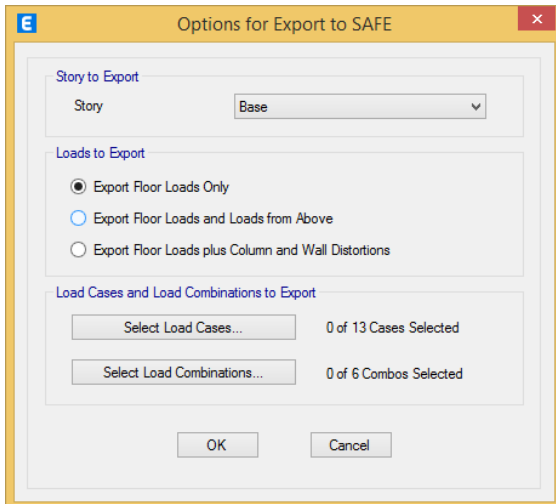 E
Options for Export to SAFE
×
Story to Export
Story
Base
Loads to Export
Export Floor Loads Only
Export Floor Loads and Loads from Above
Export Floor Loads plus Column and Wall Distortions
Load Cases and Load Combinations to Export
Select Load Cases... 0 of 13 Cases Selected
Select Load Combinations... 0 of 6 Combos Selected
OK Cancel